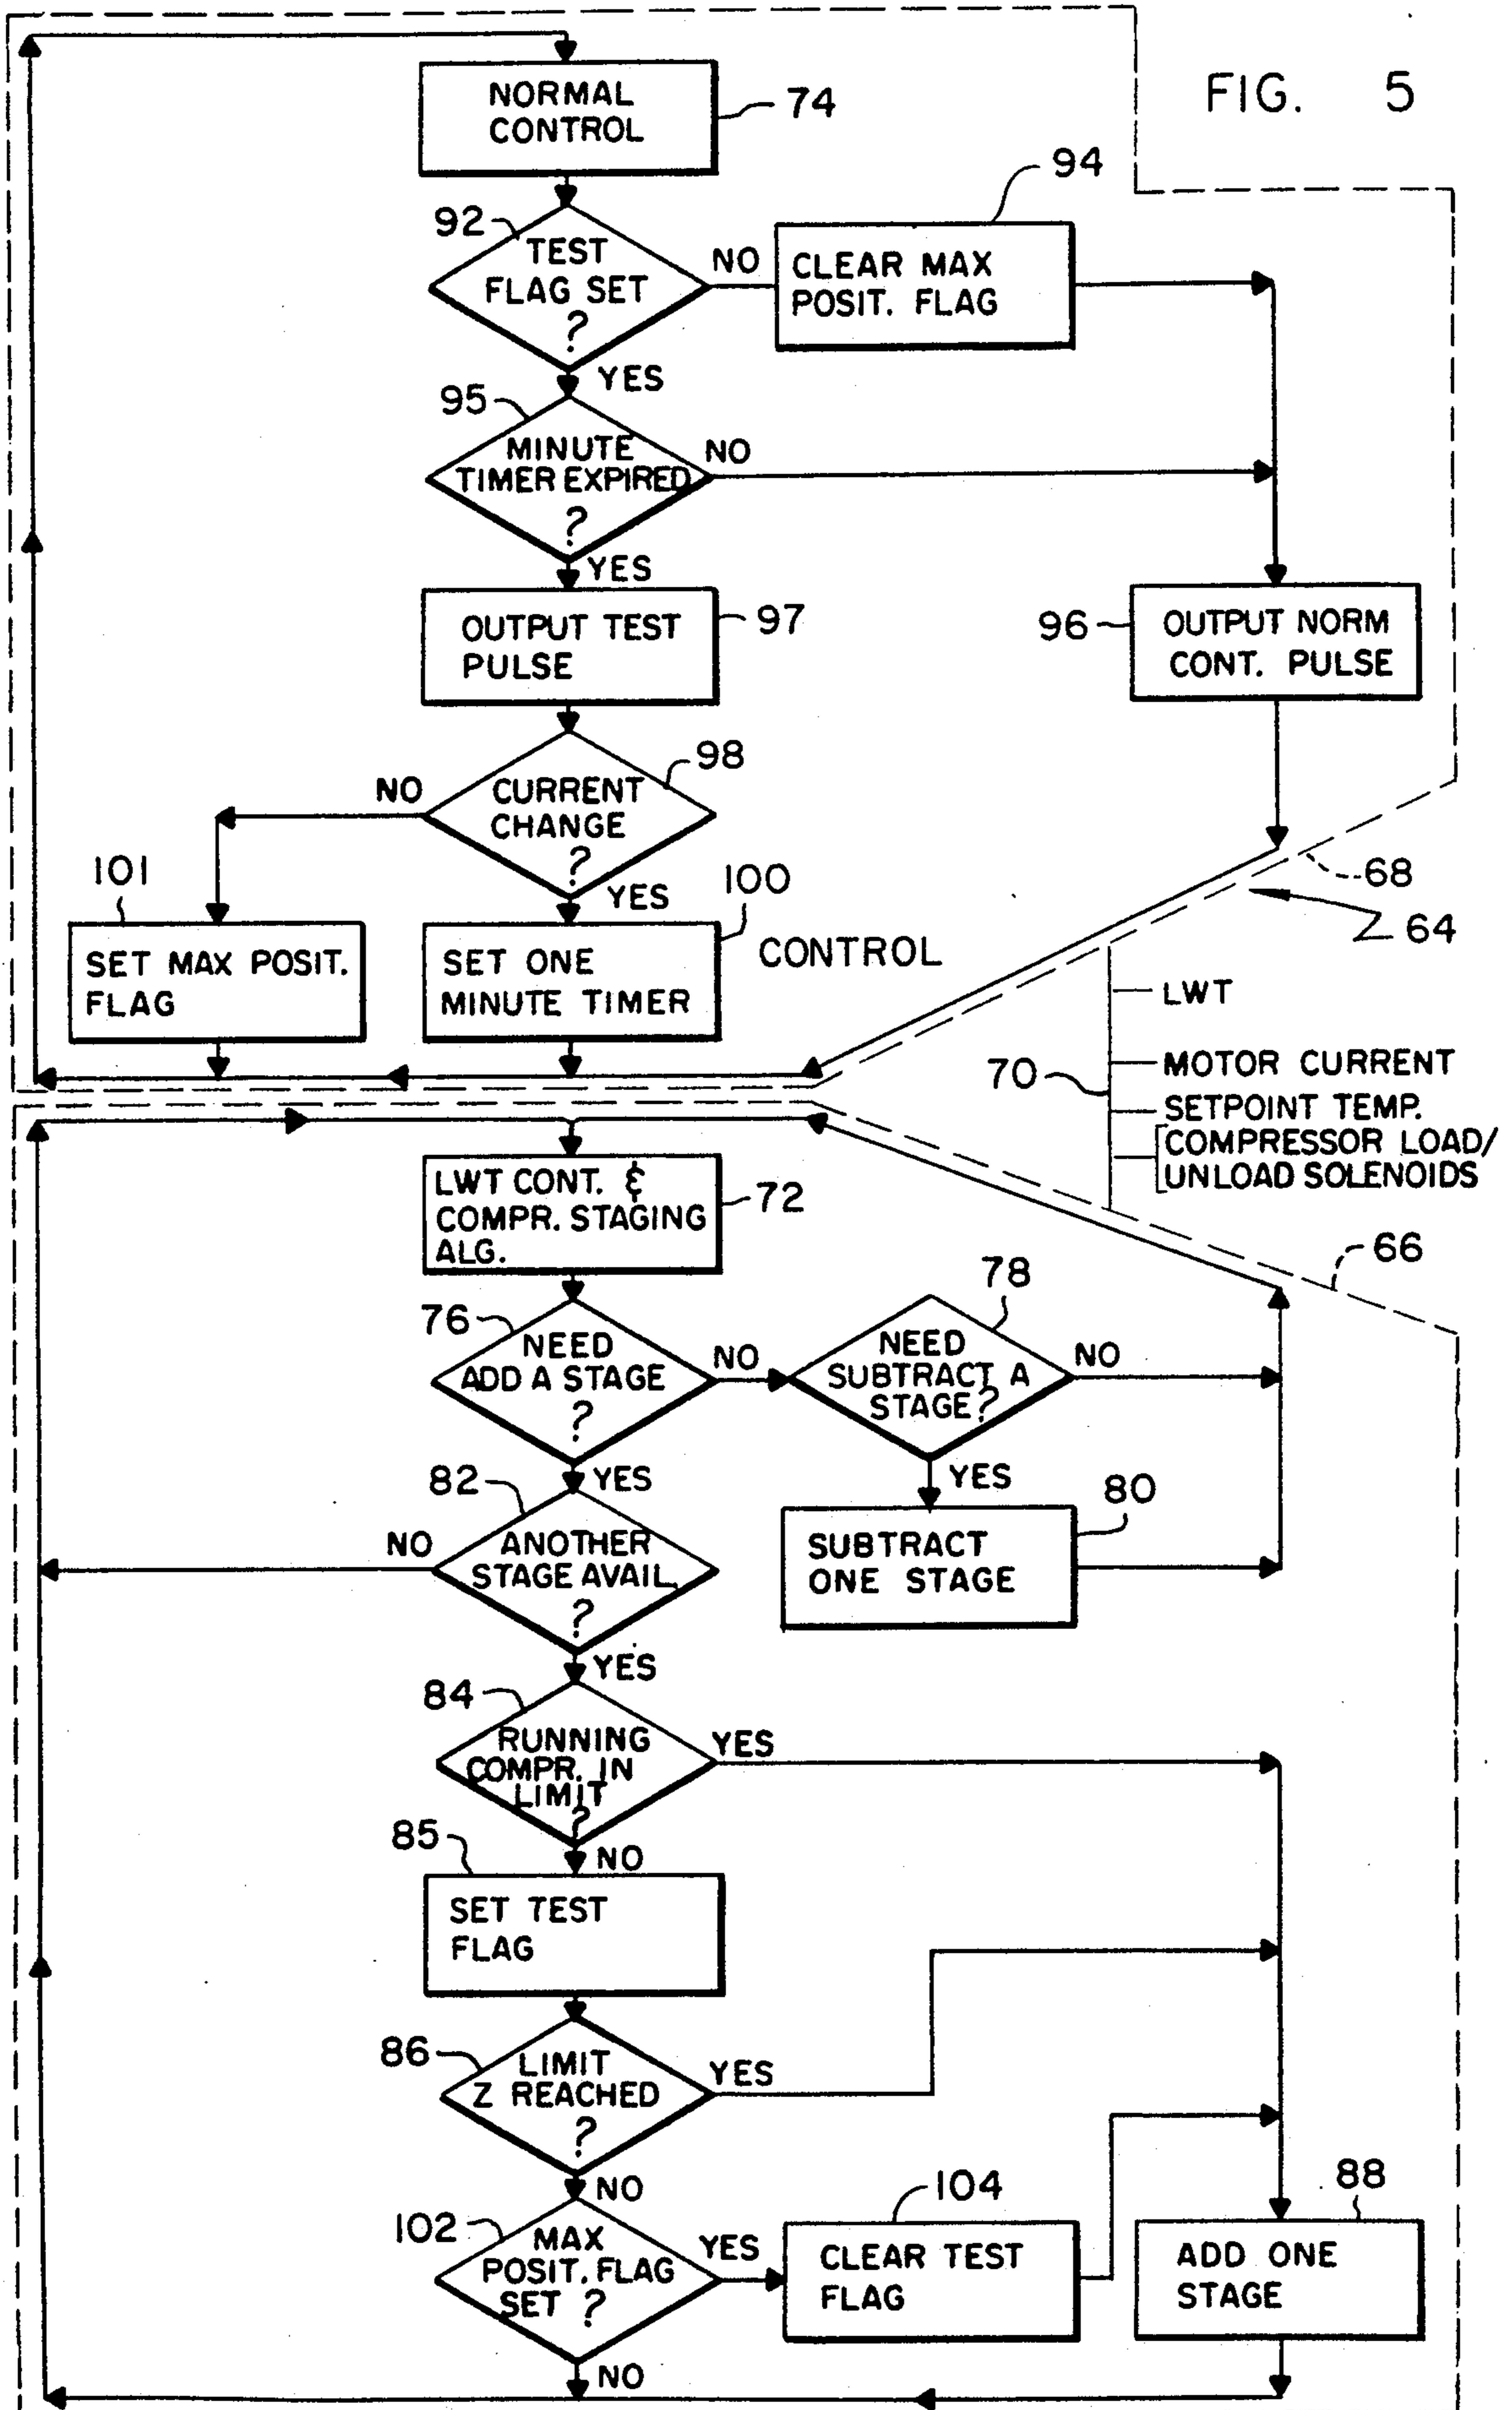 FIG. 5
NORMAL
CONTROL
74
92
TEST
FLAG SET
?
NO
94
CLEAR MAX
POSIT. FLAG
YES
95
MINUTE
TIMER EXPIRED
?
NO
YES
OUTPUT TEST
PULSE
97
96
OUTPUT NORM
CONT. PULSE
98
CURRENT
CHANGE
?
NO
YES
101
SET MAX POSIT.
FLAG
100
SET ONE
MINUTE TIMER
CONTROL
68
64
LWT
70
MOTOR CURRENT
SETPOINT TEMP.
COMPRESSOR LOAD/
UNLOAD SOLENOIDS
LWT CONT. &
COMPR. STAGING
ALG.
72
66
76
NEED
ADD A STAGE
?
NO
78
NEED
SUBTRACT A
STAGE?
NO
YES
YES
80
SUBTRACT
ONE STAGE
82
ANOTHER
STAGE AVAIL.
?
NO
YES
84
RUNNING
COMPR. IN
LIMIT
?
YES
NO
85
SET TEST
FLAG
86
LIMIT
Z REACHED
?
YES
NO
102
MAX
POSIT. FLAG
SET ?
YES
104
CLEAR TEST
FLAG
88
ADD ONE
STAGE
NO